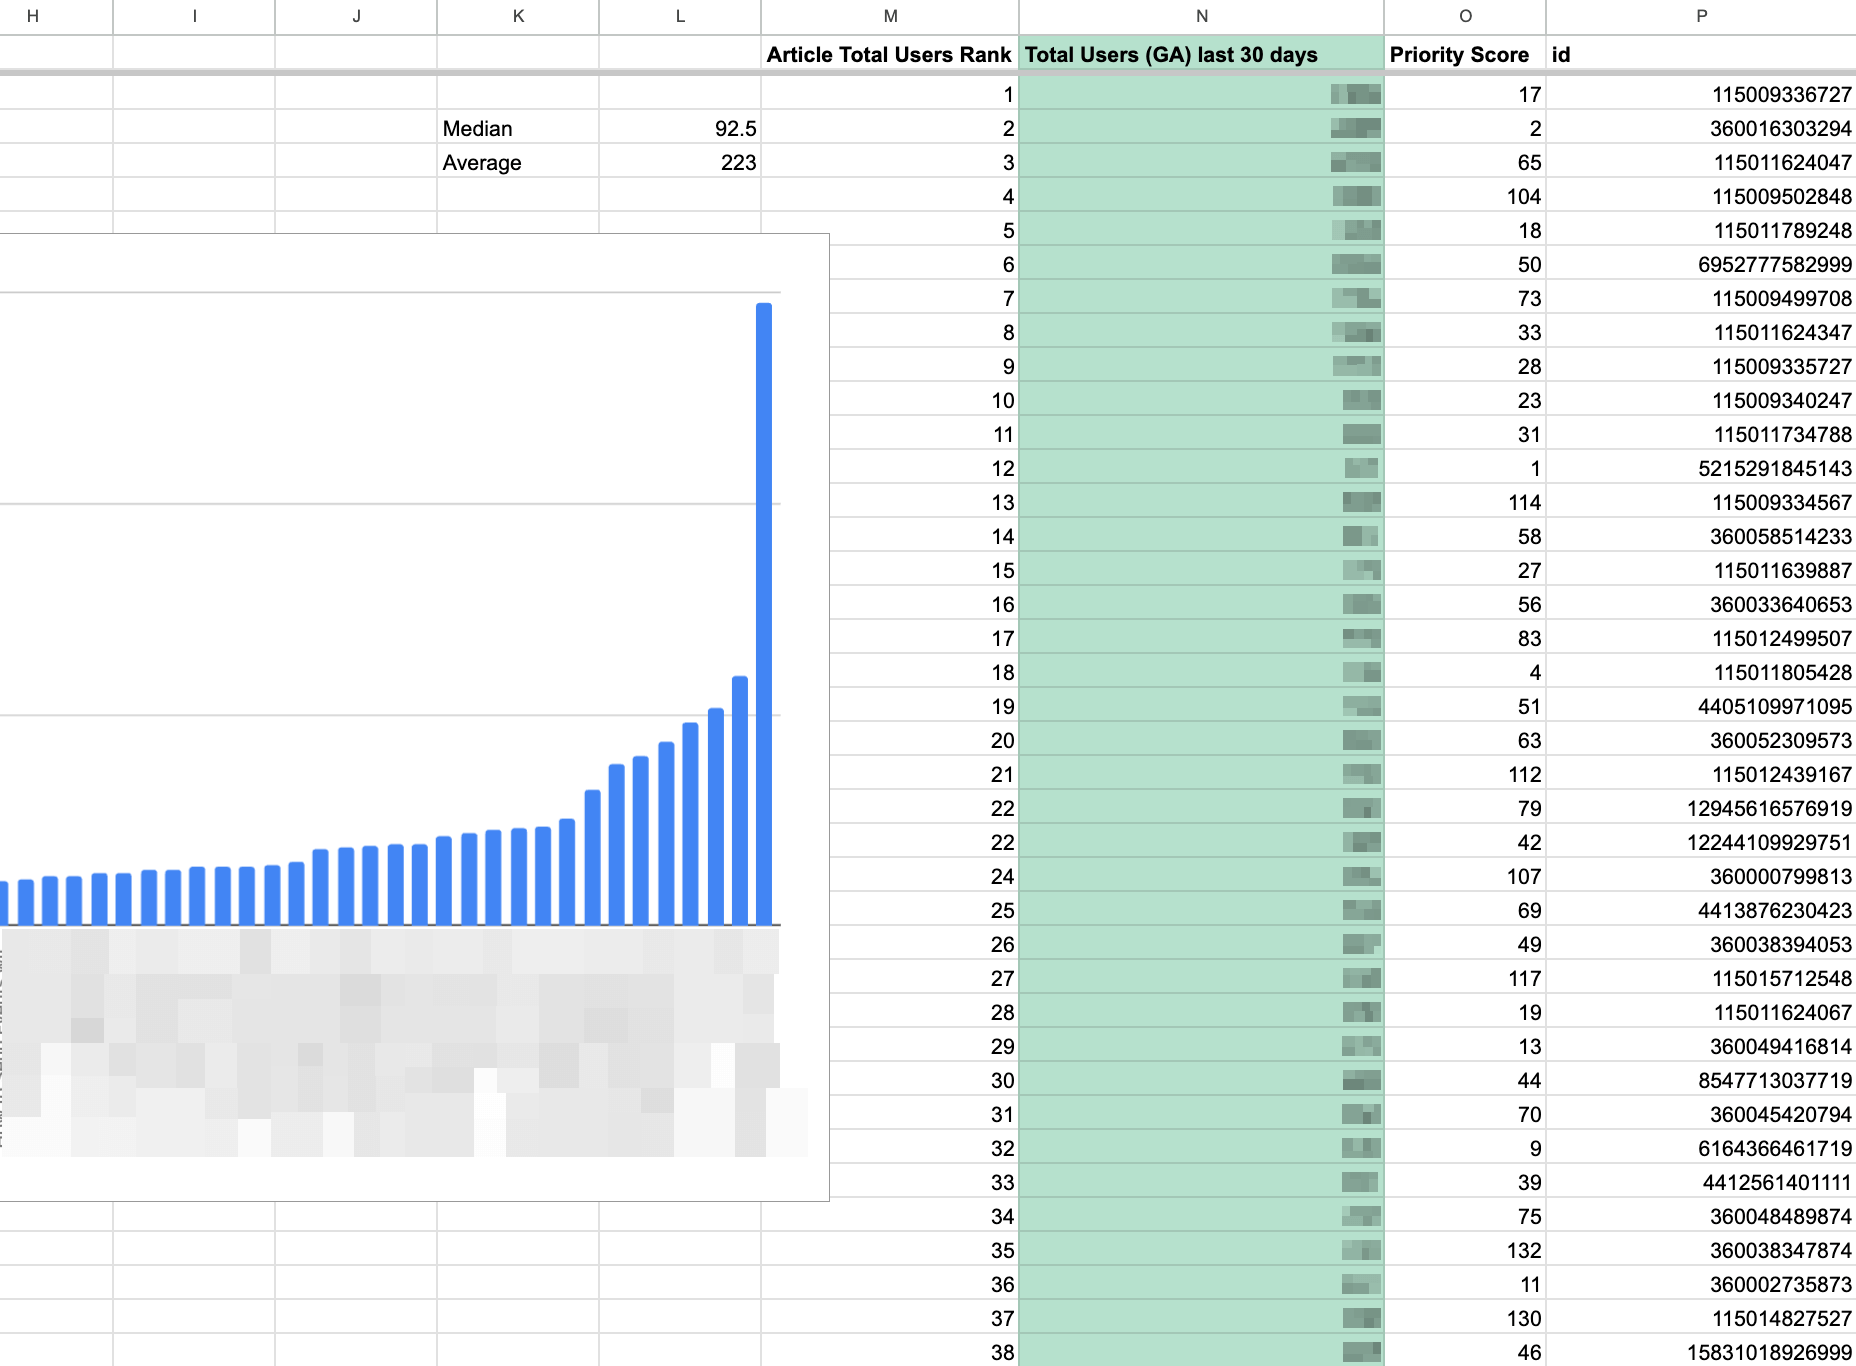 H I J K L M N O P
Article Total Users Rank Total Users (GA) last 30 days Priority Score id
1 17 115009336727
Median 92.5 2 2 360016303294
Average 223 3 65 115011624047
4 104 115009502848
5 18 115011789248
6 50 6952777582999
7 73 115009499708
8 33 115011624347
9 28 115009335727
10 23 115009340247
11 31 115011734788
12 1 5215291845143
13 114 115009334567
14 58 360058514233
15 27 115011639887
16 56 360033640653
17 83 115012499507
18 4 115011805428
19 51 4405109971095
20 63 360052309573
21 112 115012439167
22 79 12945616576919
22 42 12244109929751
24 107 360000799813
25 69 4413876230423
26 49 360038394053
27 117 115015712548
28 19 115011624067
29 13 360049416814
30 44 8547713037719
31 70 360045420794
32 9 6164366461719
33 39 4412561401111
34 75 360048489874
35 132 360038347874
36 11 360002735873
37 130 115014827527
38 46 15831018926999